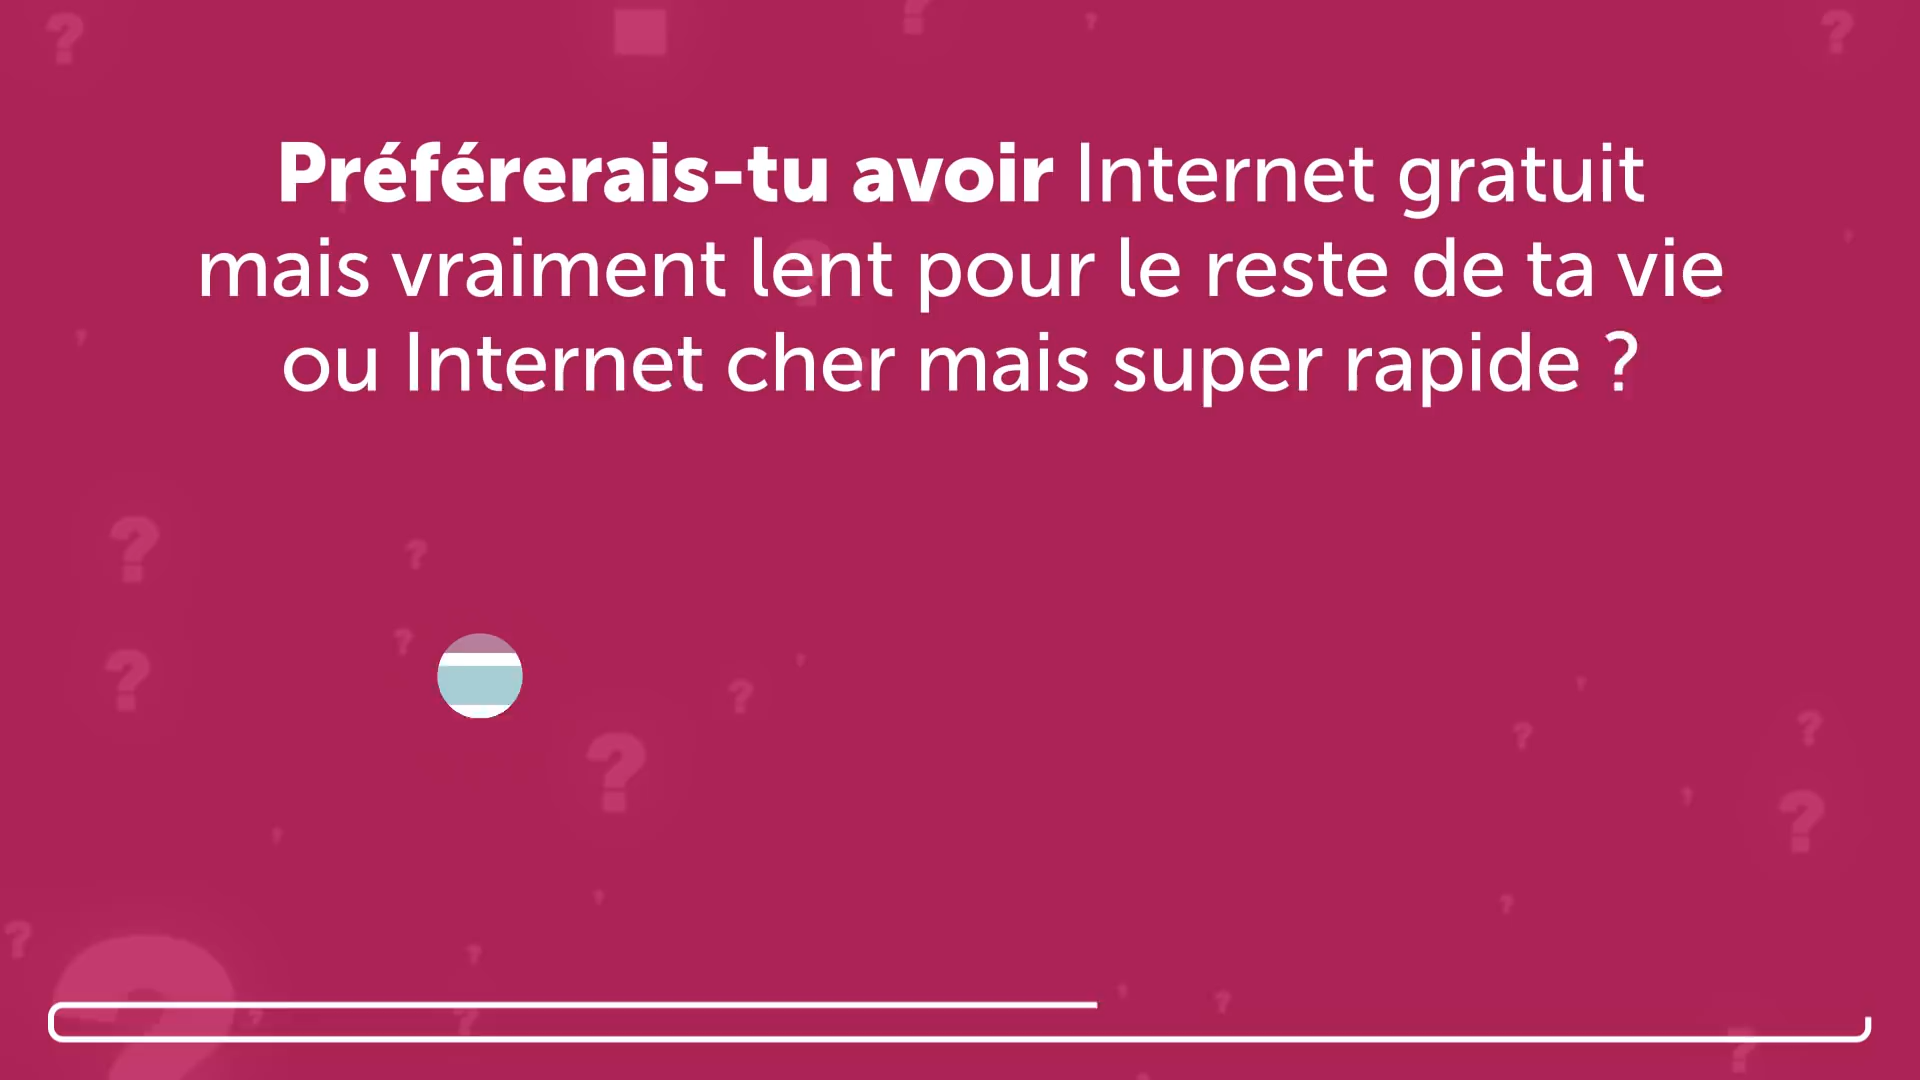 Préférerais-tu avoir Internet gratuit
mais vraiment lent pour le reste de ta vie
ou Internet cher mais super rapide ?